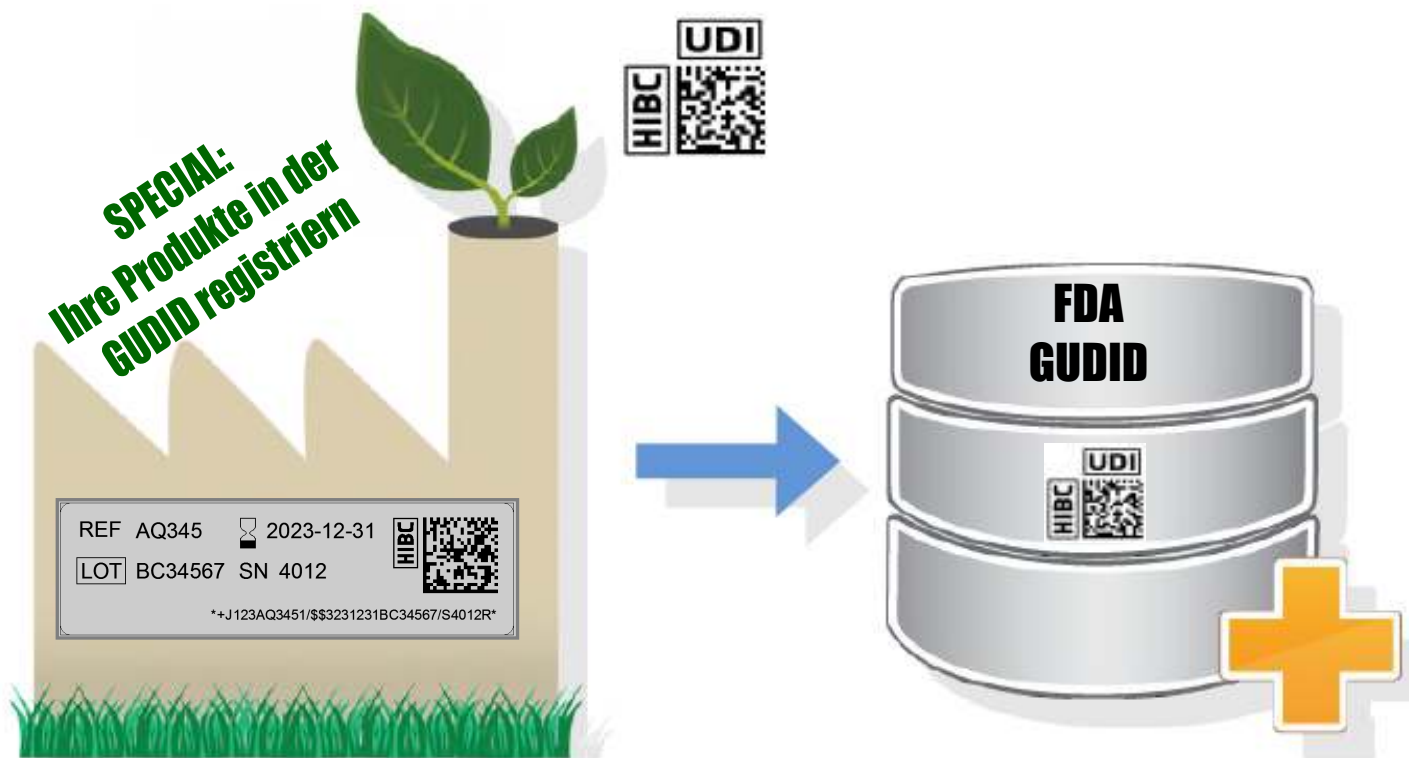 UDI
HIBC
SPECIAL:
Ihre Produkte in der
GUDID registriern
FDA
GUDID
UDI
HIBC
REF AQ345 2023-12-31
HIBC
LOT BC34567 SN 4012
*+J123AQ3451/$$3231231BC34567/S4012R*